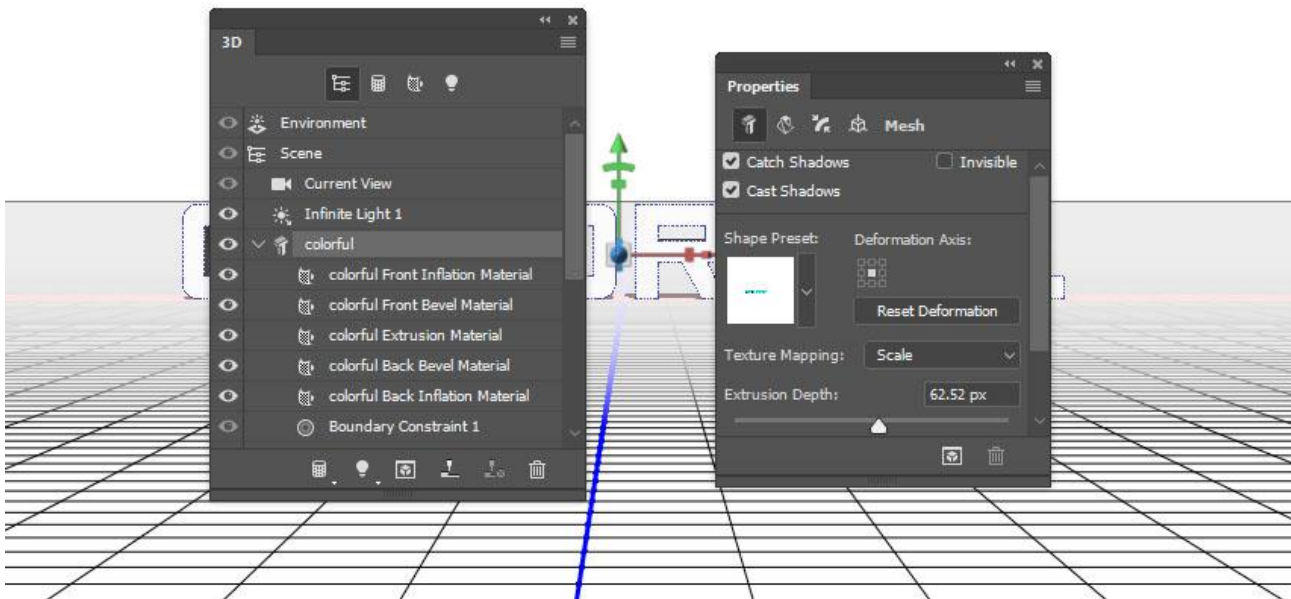 3D
Environment
Scene
Current View
Infinite Light 1
colorful
colorful Front Inflation Material
colorful Front Bevel Material
colorful Extrusion Material
colorful Back Bevel Material
colorful Back Inflation Material
Boundary Constraint 1
Properties
Mesh
Catch Shadows
Invisible
Cast Shadows
Shape Preset:
Deformation Axis:
Reset Deformation
Texture Mapping:
Scale
Extrusion Depth:
62.52 px